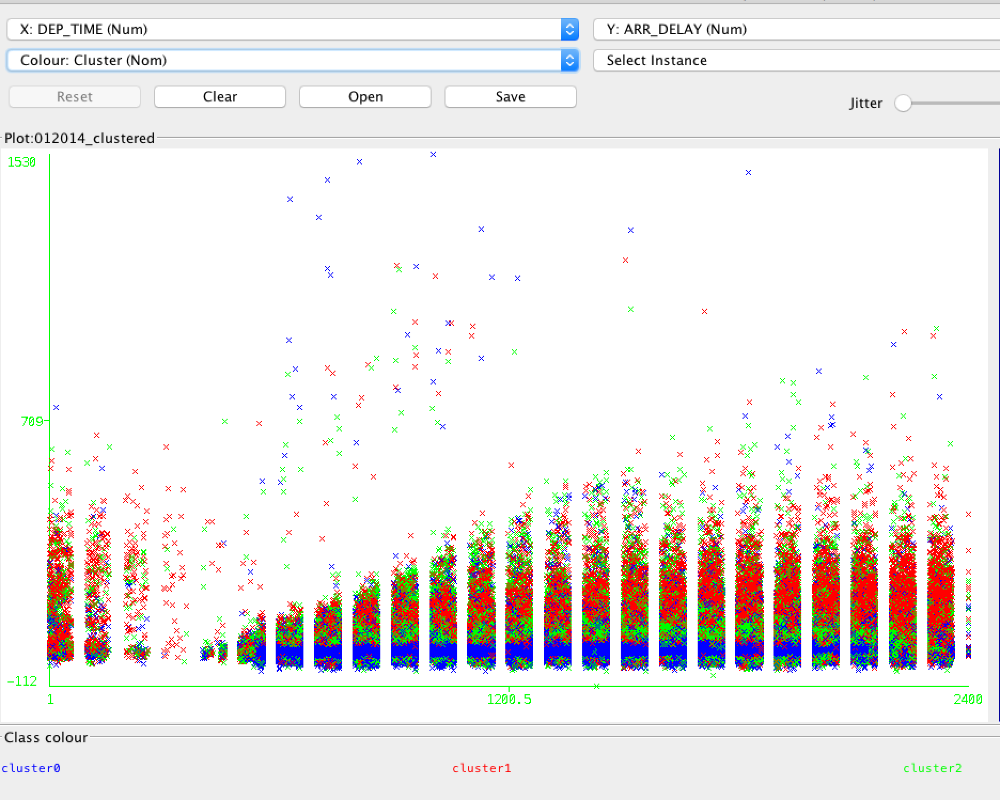 X: DEP_TIME (Num)
Y: ARR_DELAY (Num)
Colour: Cluster (Nom)
Select Instance
Reset
Clear
Open
Save
Jitter
Plot:012014_clustered
1530
709
-112
1
1200.5
2400
Class colour
cluster0
cluster1
cluster2